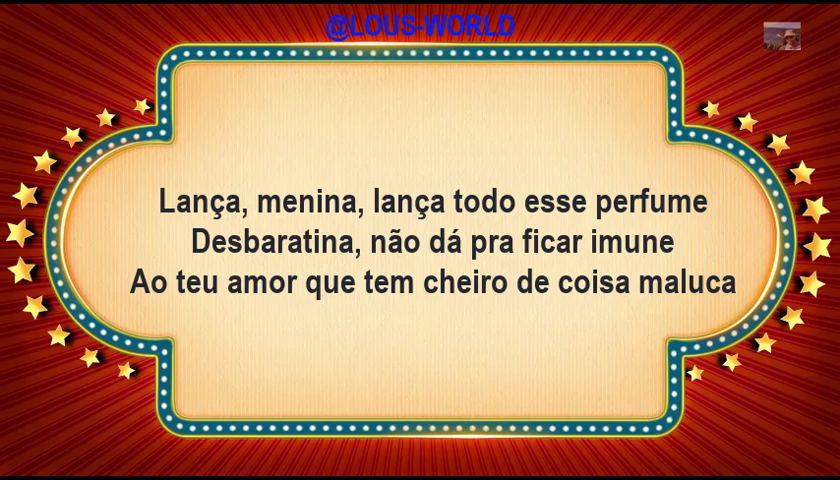 @LOUS-WORLD
Lança, menina, lança todo esse perfume
Desbaratina, não dá pra ficar imune
Ao teu amor que tem cheiro de coisa maluca